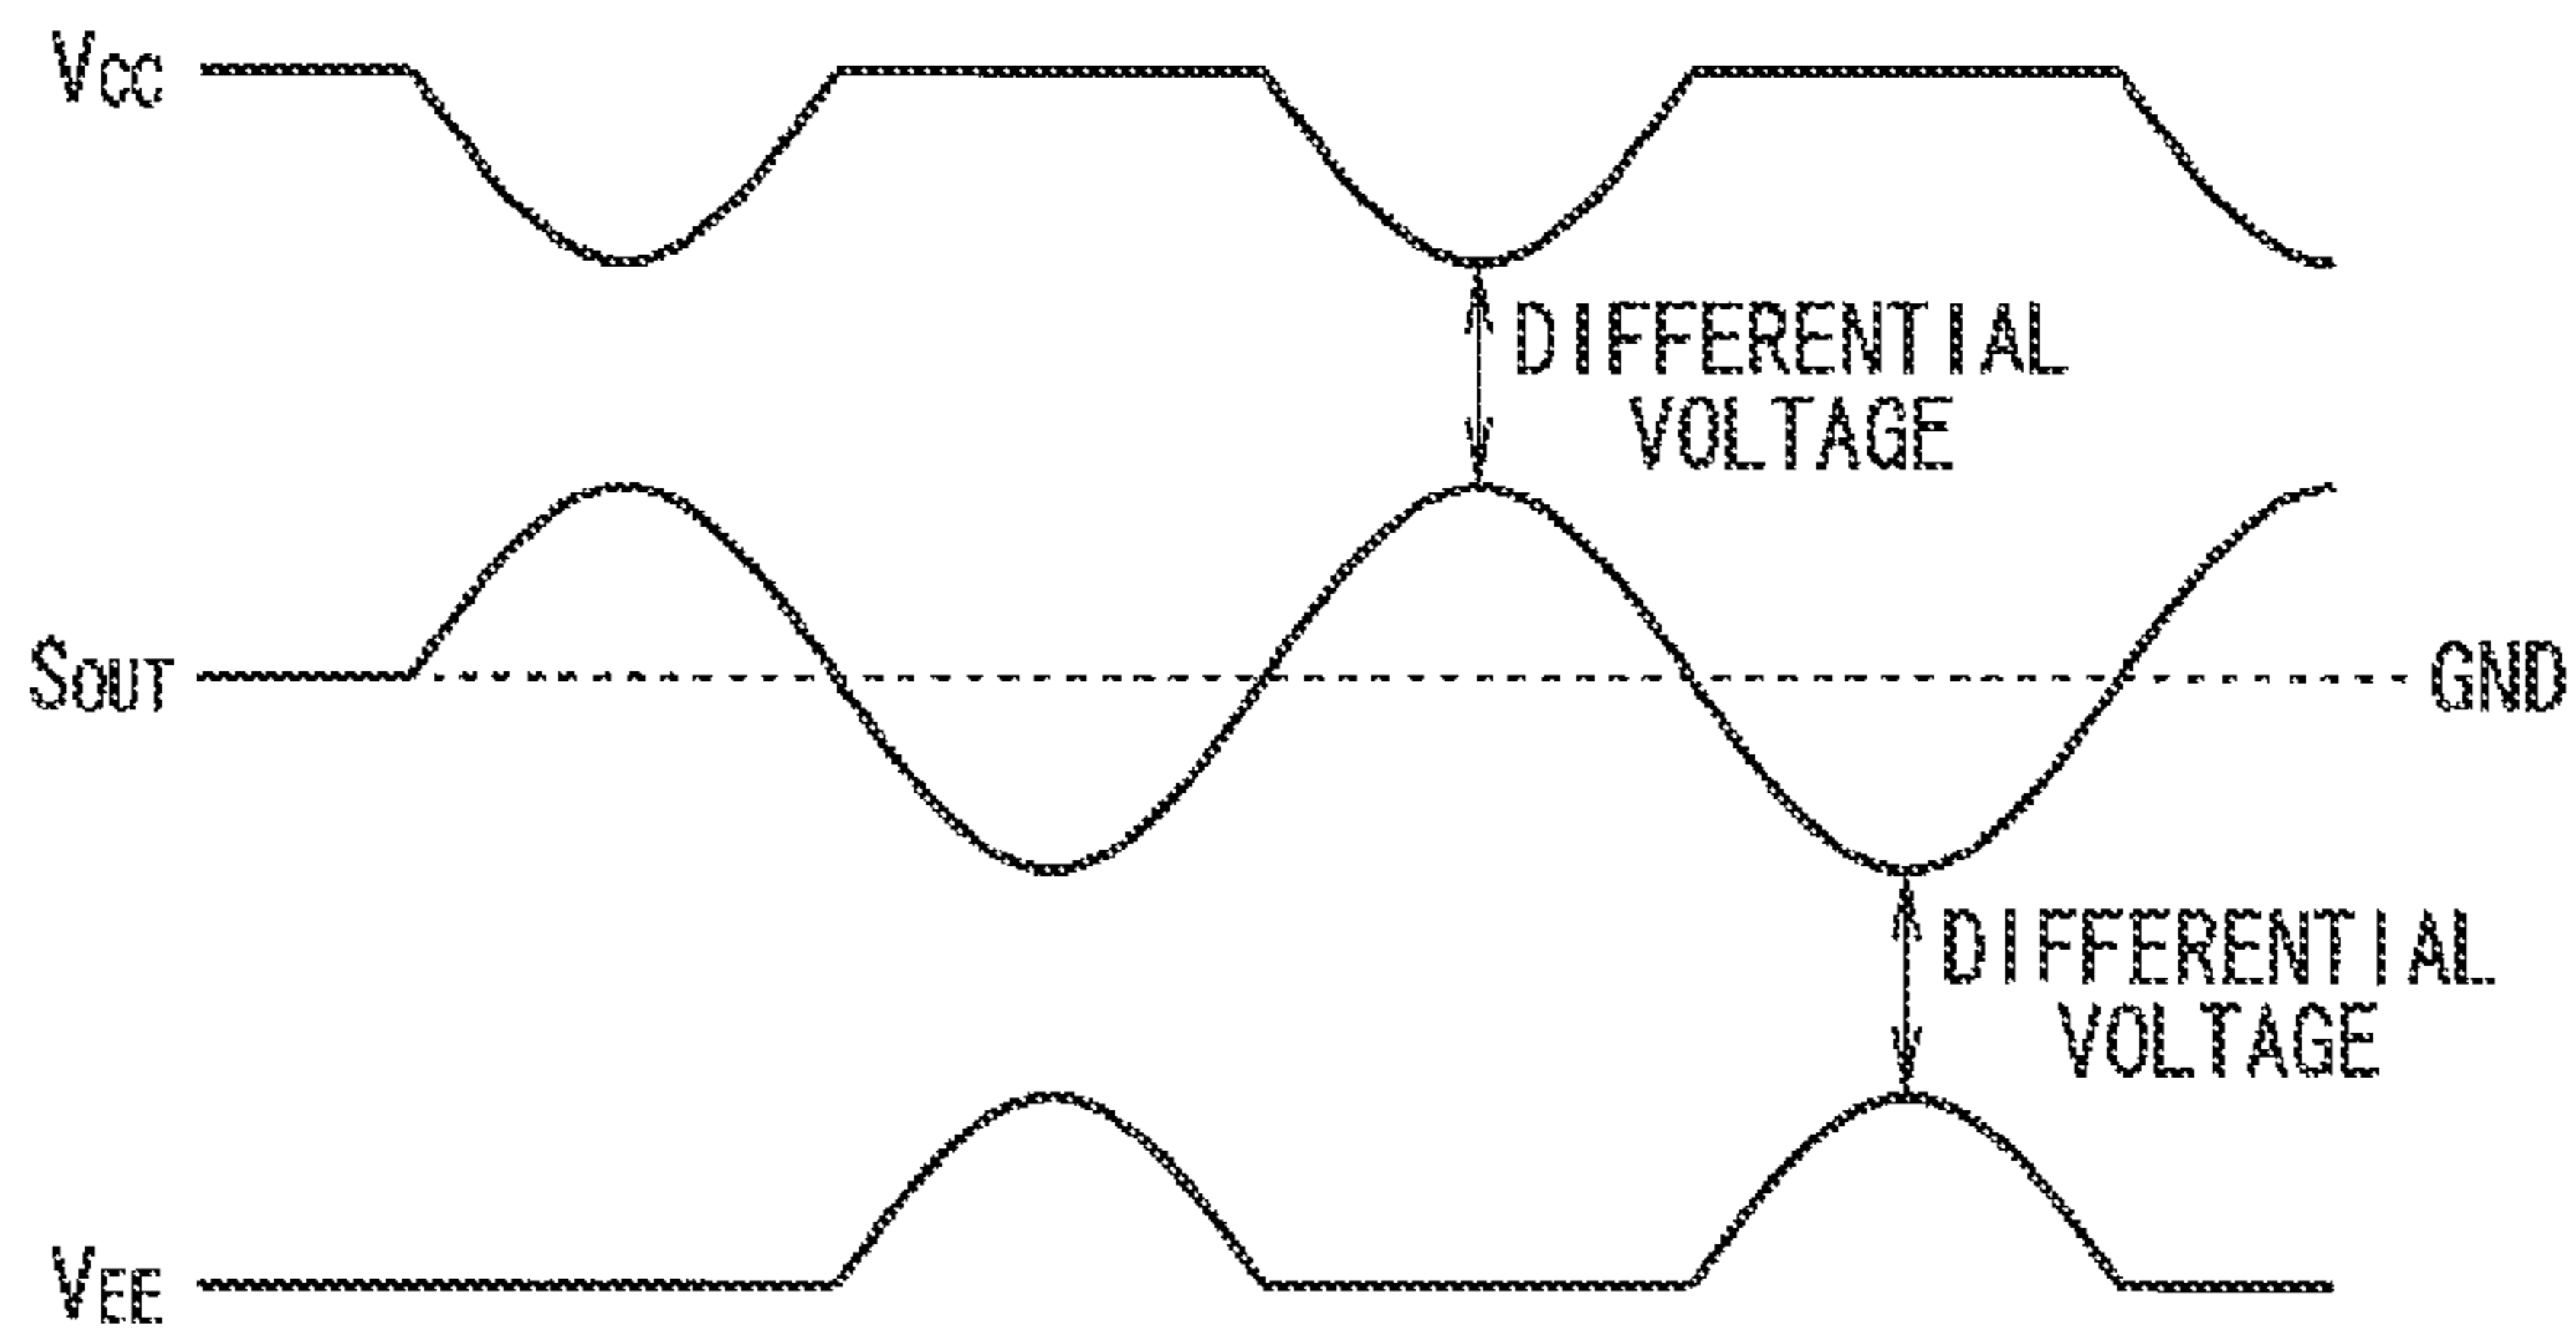 VCC
DIFFERENTIAL
VOLTAGE
SOUT
GND
DIFFERENTIAL
VOLTAGE
VEE